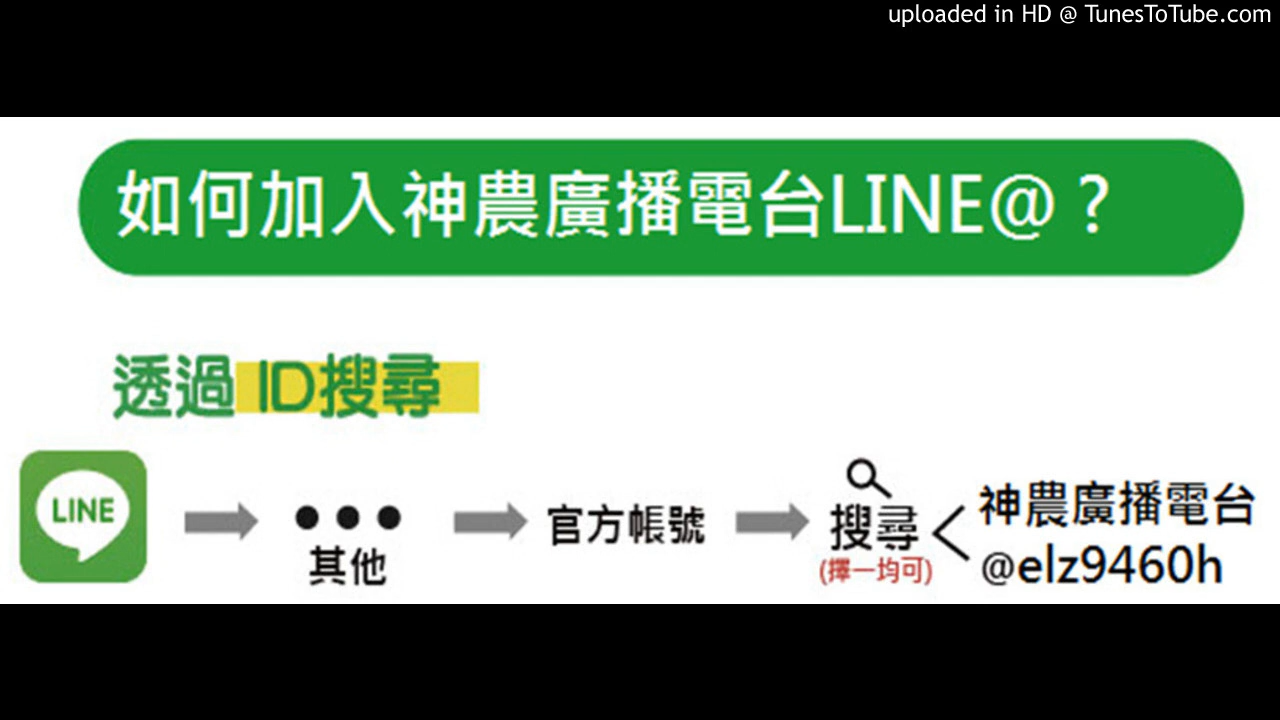 uploaded in HD @ TunesToTube.com
如何加入神農廣播電台LINE@？
透過 ID搜尋
LINE
其他
官方帳號
搜尋
(擇一均可)
神農廣播電台
@elz9460h